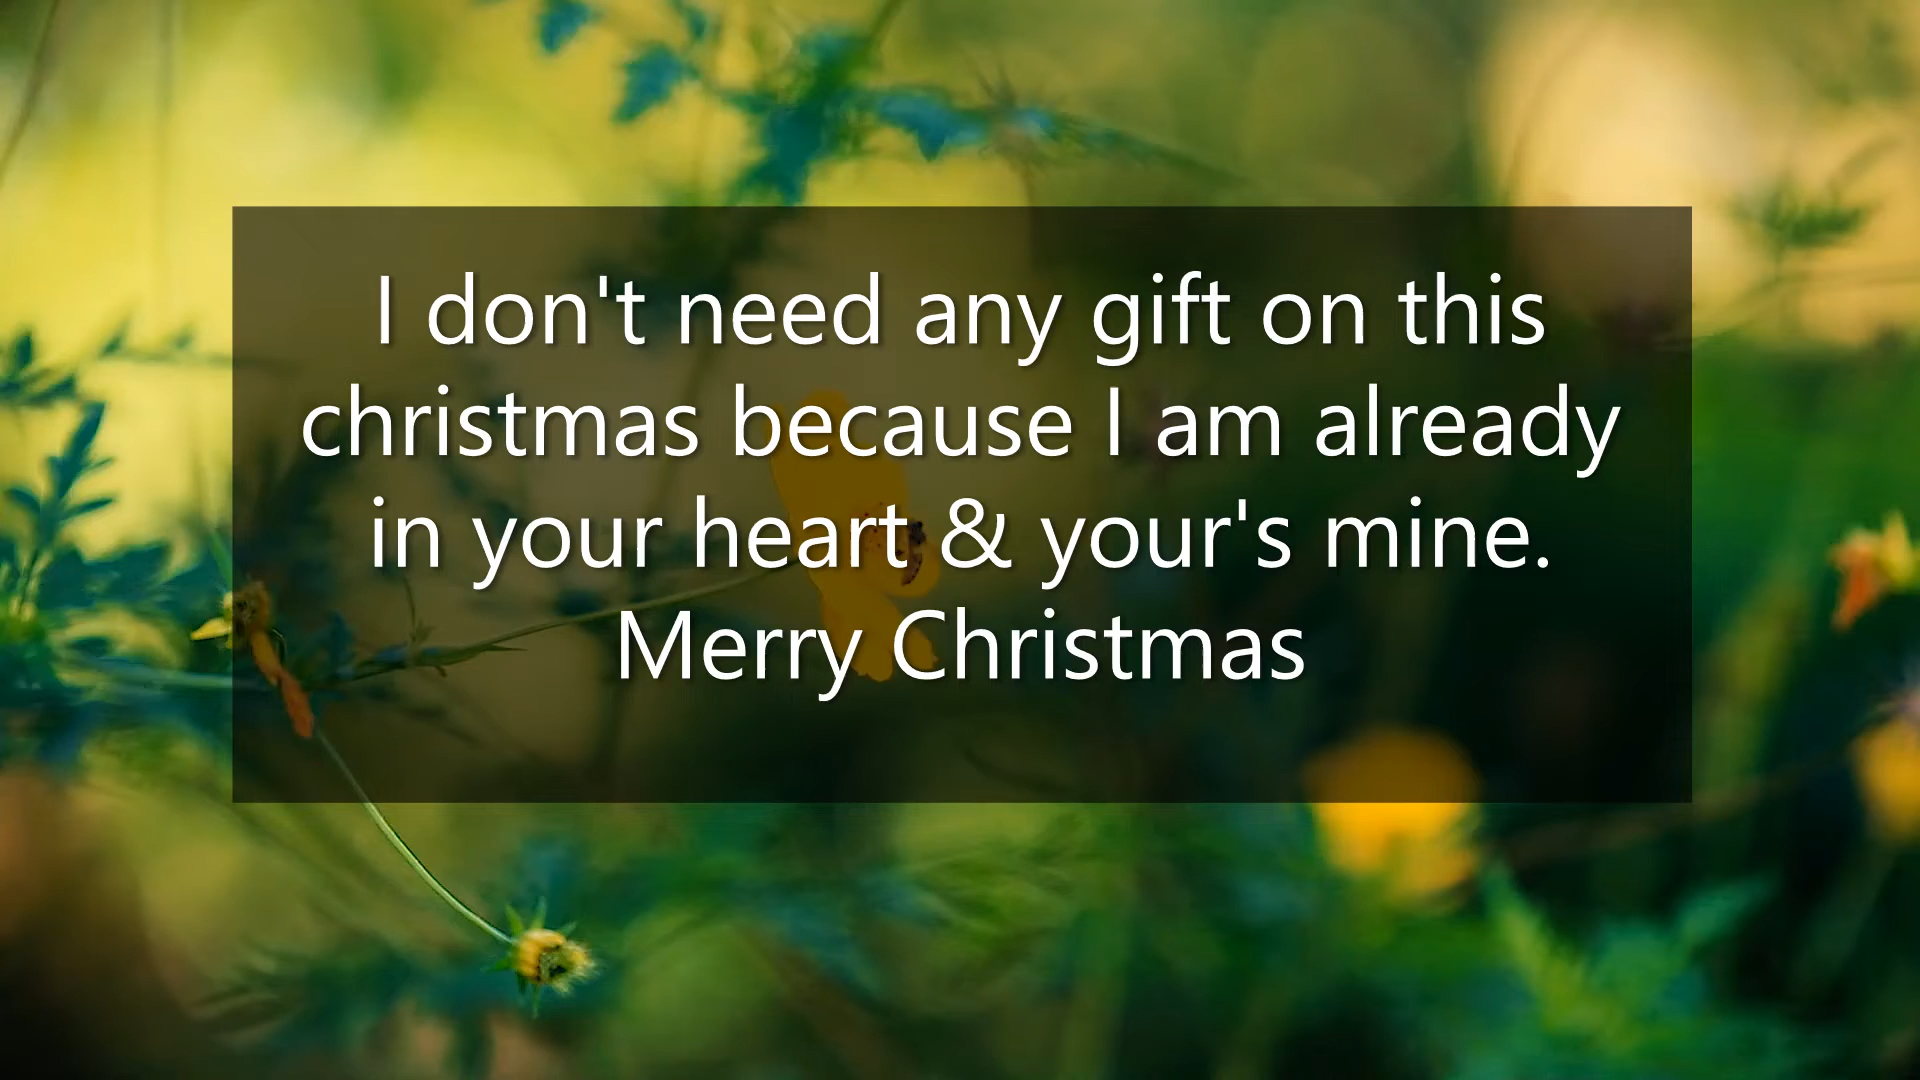 I don't need any gift on this
christmas because I am already
in your heart & your's mine.
Merry Christmas